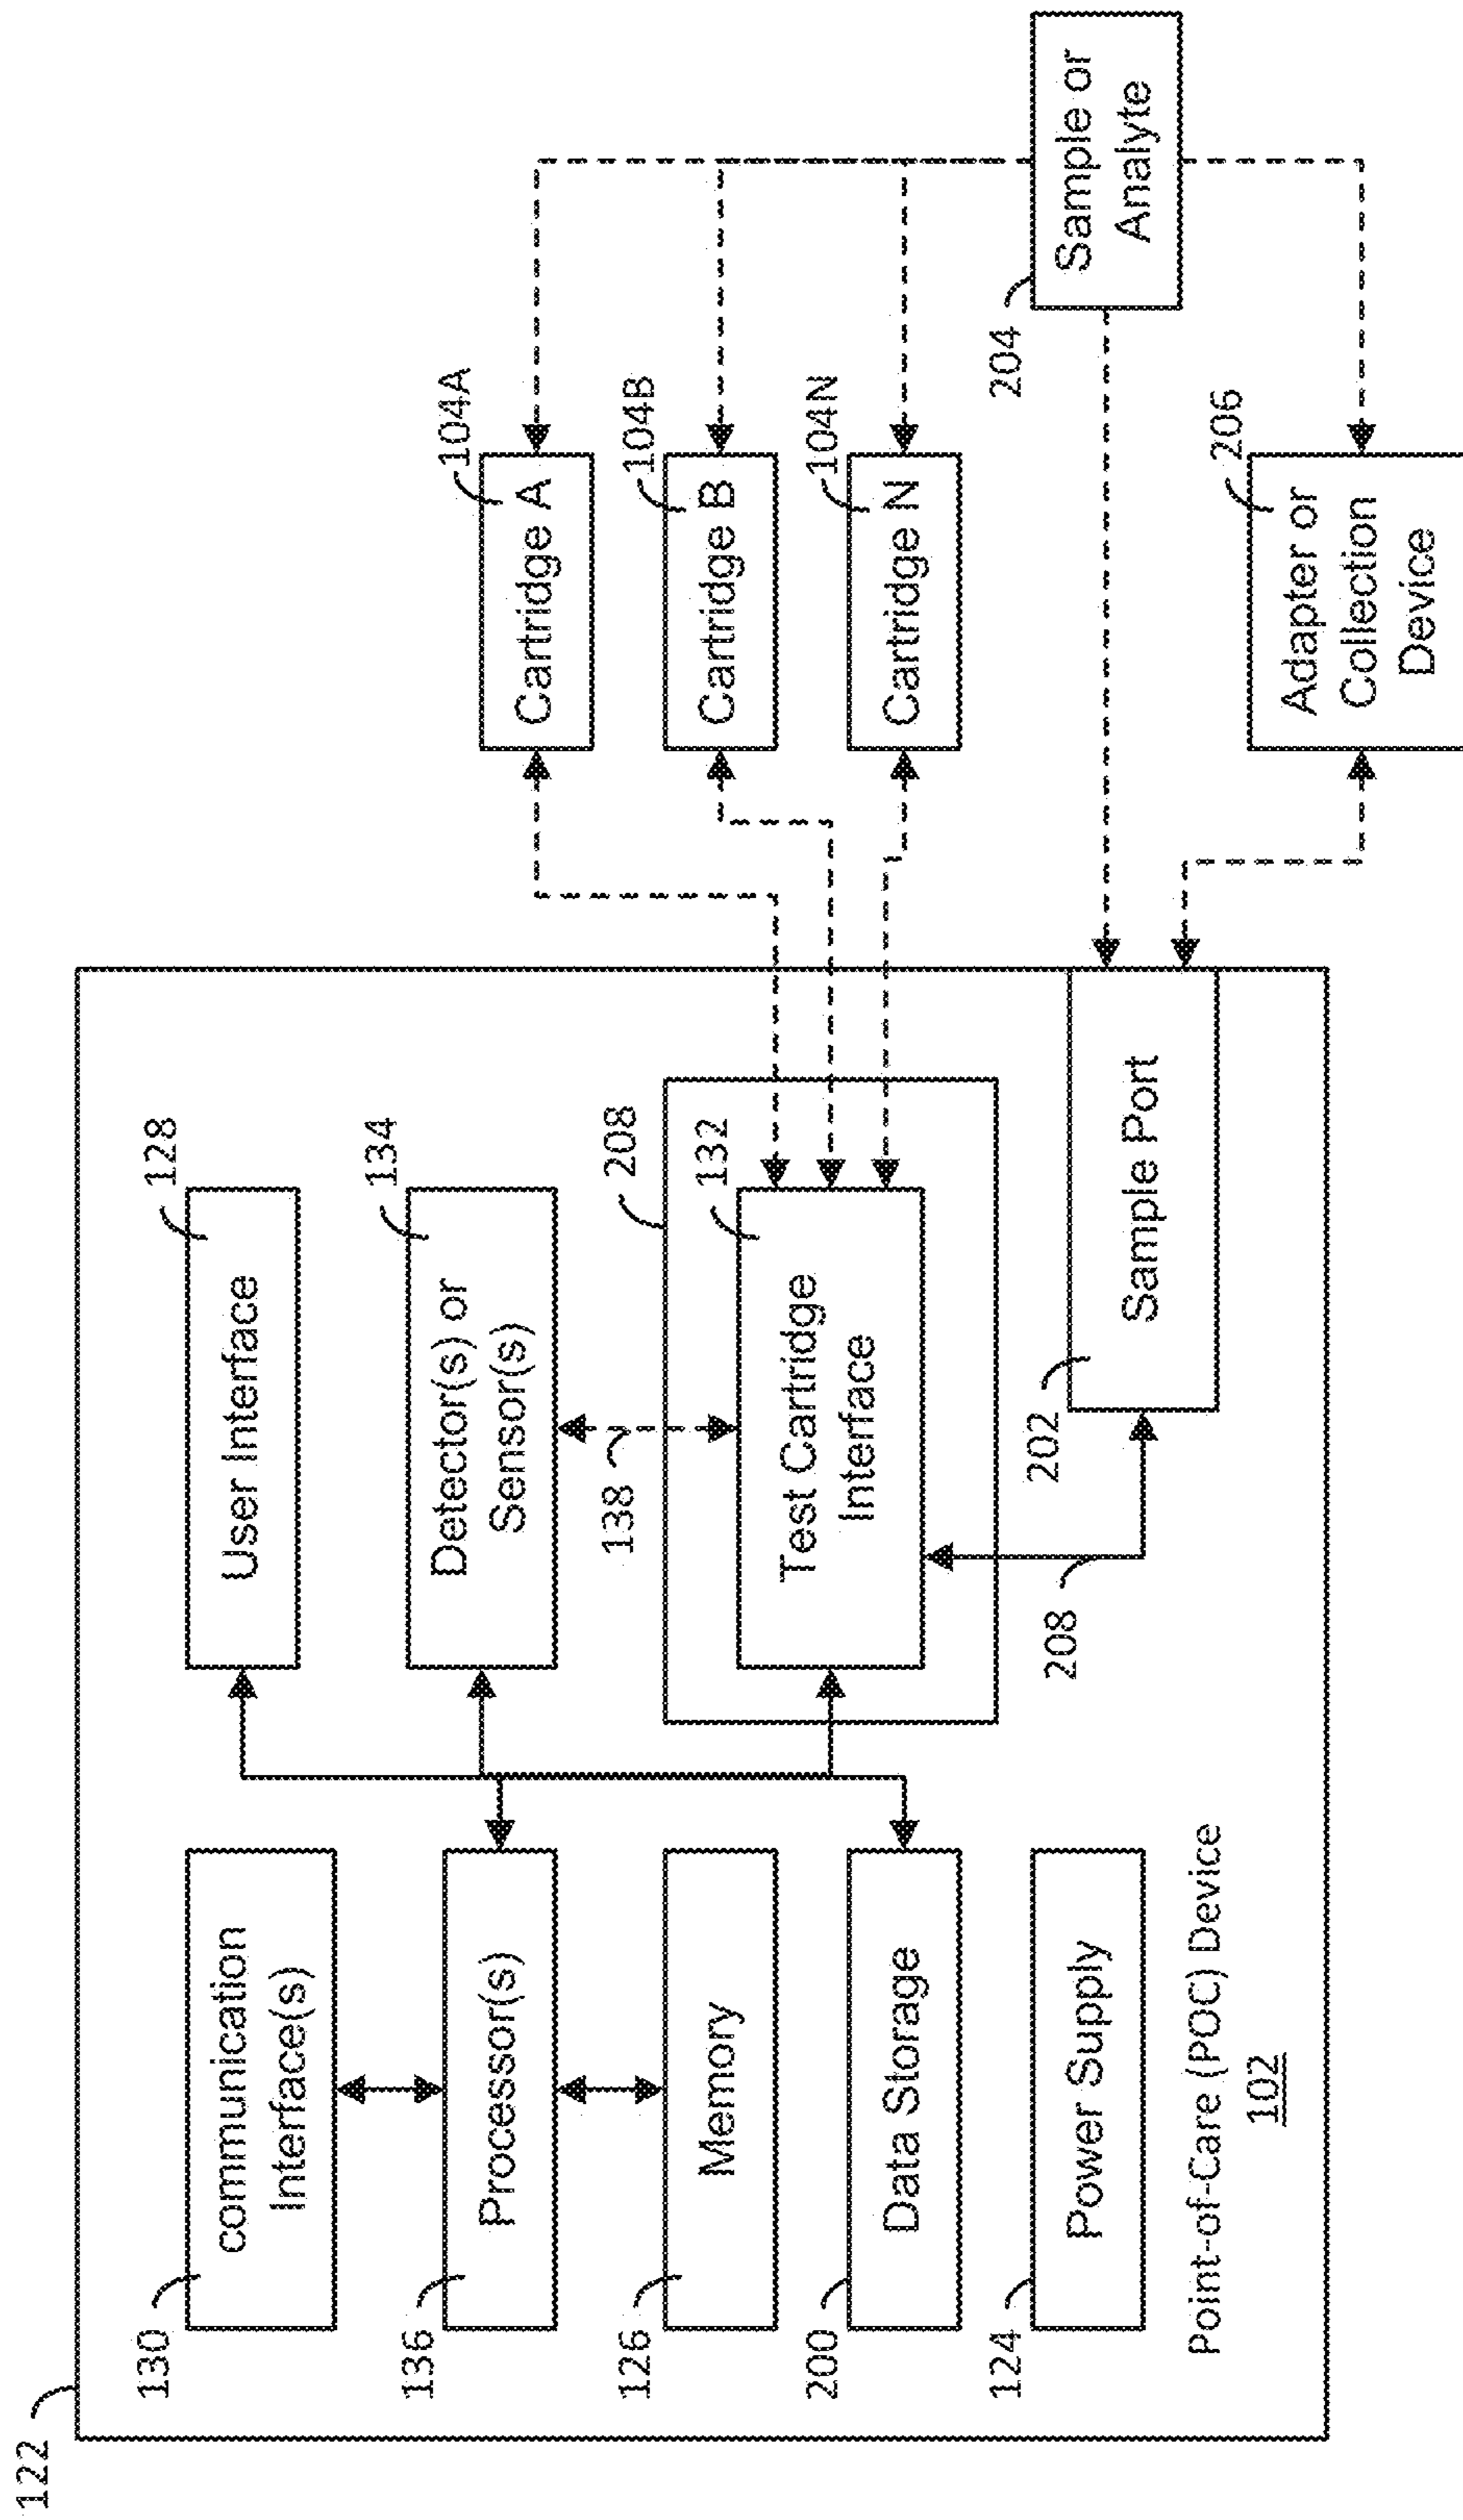 122
130
communication
Interface(s)
136
Processor(s)
126
Memory
200
Data Storage
124
Power Supply
Point-of-Care (POC) Device
102
User Interface
128
Detector(s) or
Sensor(s)
134
138
208
Test Cartridge
Interface
132
208
202
Sample Port
Cartridge A
104A
Cartridge B
104B
Cartridge N
104N
204
Sample or
Analyte
Adapter or
Collection
Device
206